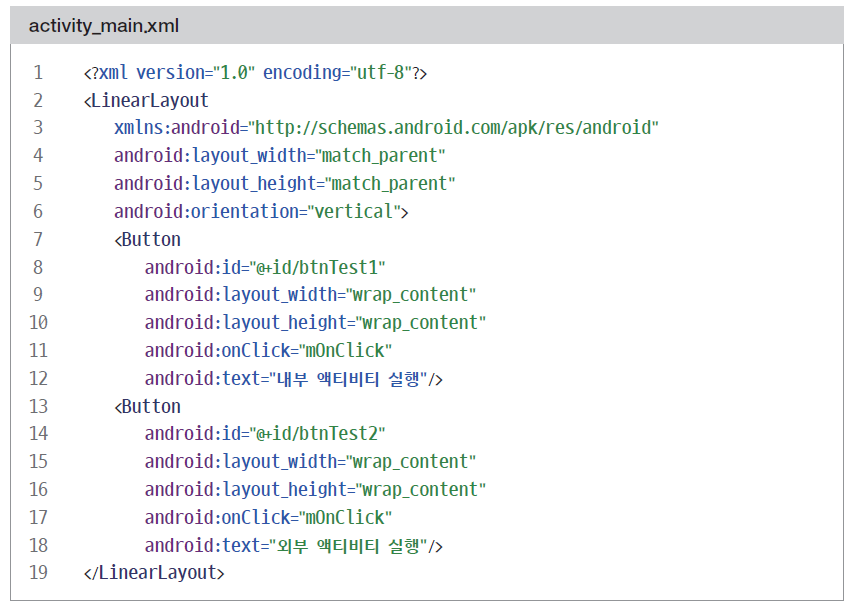 activity_main.xml
1 <?xml version="1.0" encoding="utf-8"?>
2 <LinearLayout
3 xmlns:android="http://schemas.android.com/apk/res/android"
4 android:layout_width="match_parent"
5 android:layout_height="match_parent"
6 android:orientation="vertical">
7 <Button
8 android:id="@+id/btnTest1"
9 android:layout_width="wrap_content"
10 android:layout_height="wrap_content"
11 android:onClick="mOnClick"
12 android:text="내부 액티비티 실행"/>
13 <Button
14 android:id="@+id/btnTest2"
15 android:layout_width="wrap_content"
16 android:layout_height="wrap_content"
17 android:onClick="mOnClick"
18 android:text="외부 액티비티 실행"/>
19 </LinearLayout>